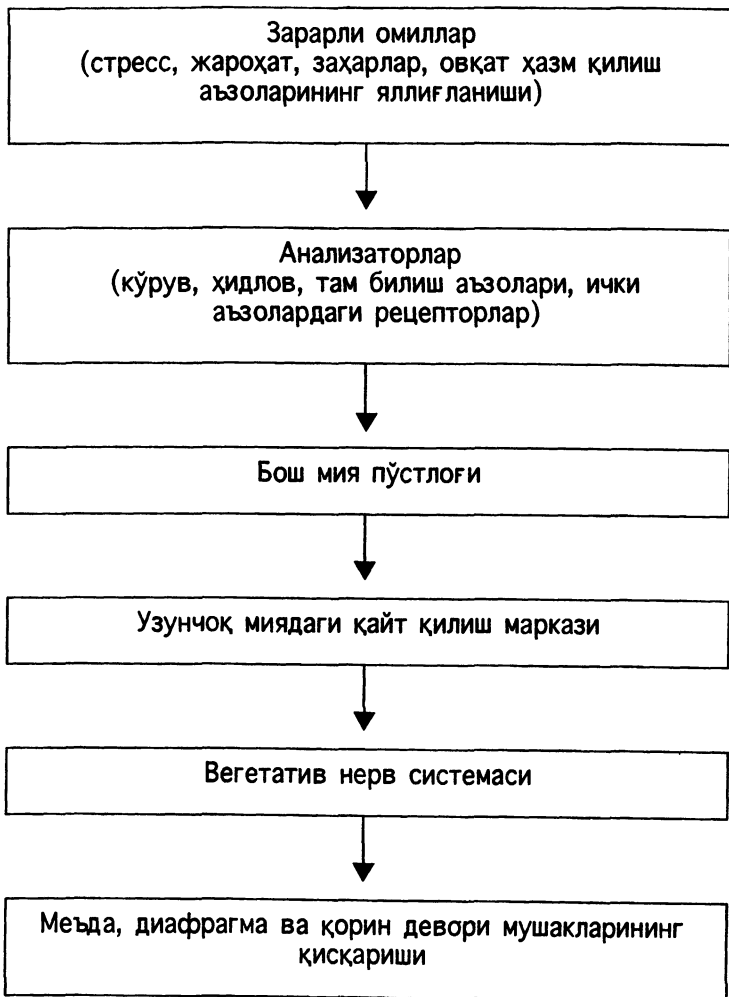 Зарарли омиллар
(стресс, жароҳат, заҳарлар, овқат ҳазм қилиш
аъзоларининг яллиғланиши)
Анализаторлар
(кўрув, ҳидлов, там билиш аъзолари, ички
аъзолардаги рецепторлар)
Бош мия пўстлоғи
Узунчоқ миядаги қайт қилиш маркази
Вегетатив нерв системаси
Меъда, диафрагма ва қорин девори мушакларининг
қисқариши